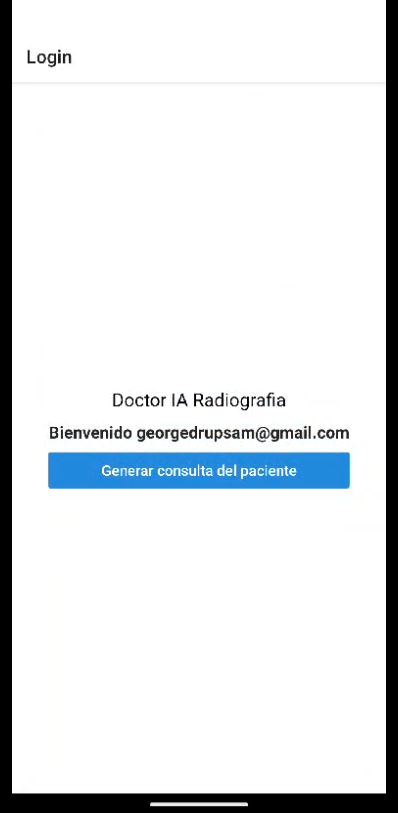 Login
Doctor IA Radiografia
Bienvenido georgedrupsam@gmail.com
Generar consulta del paciente